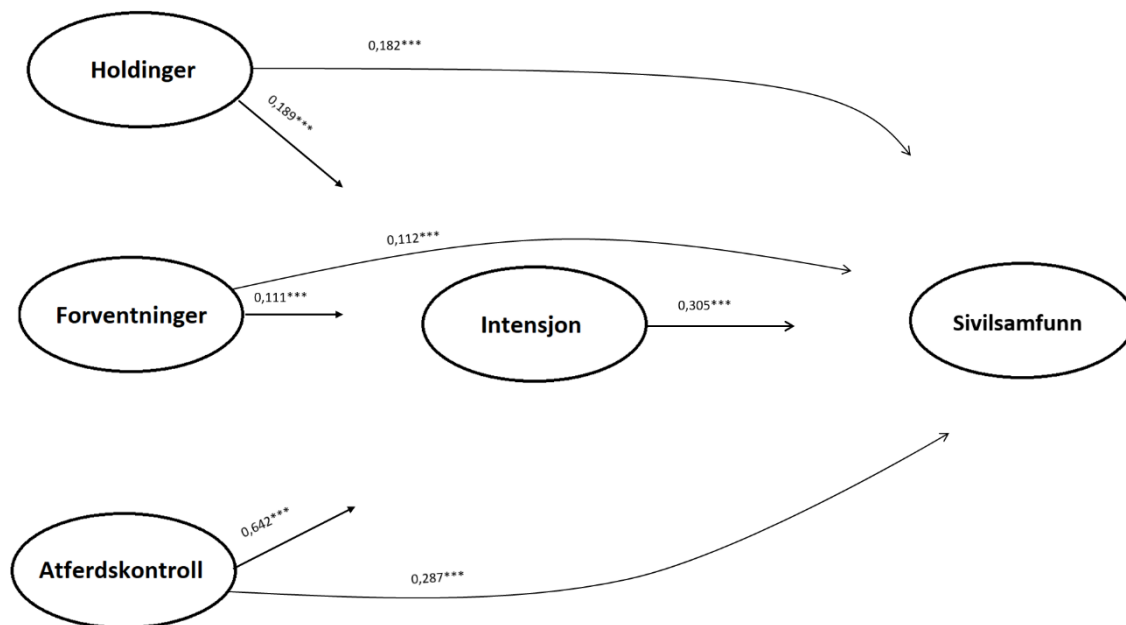 0,182***
Holdinger
0,189***
0,112***
Forventninger
0,111***
Intensjon
0,305***
Sivilsamfunn
0,642***
Atferdskontroll
0,287***